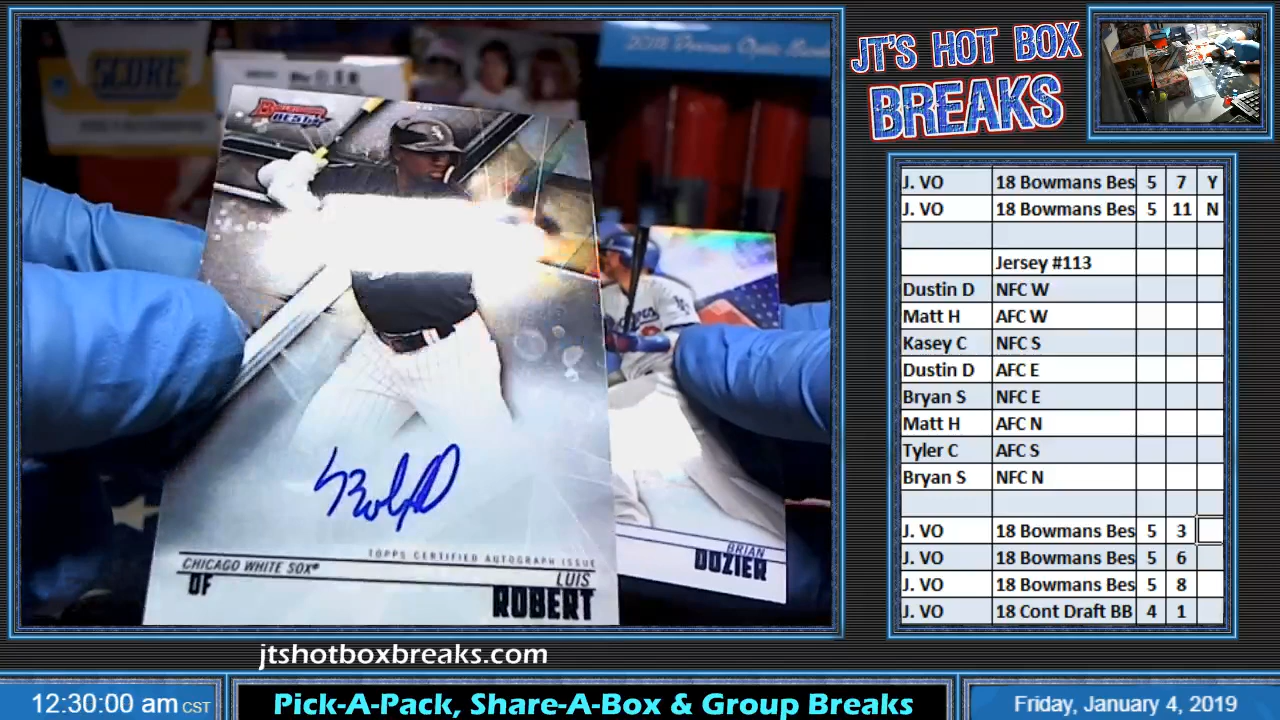 SCORE
BOWMAN'S
BEST
CHICAGO WHITE SOX®
OF
TOPPS CERTIFIED AUTOGRAPH ISSUE
LUIS
ROBERT
BRIAN
DOZIER
JT'S HOT BOX
BREAKS
J. VO 18 Bowmans Bes 5 7 Y
J. VO 18 Bowmans Bes 5 11 N
Jersey #113
Dustin D NFC W
Matt H AFC W
Kasey C NFC S
Dustin D AFC E
Bryan S NFC E
Matt H AFC N
Tyler C AFC S
Bryan S NFC N
J. VO 18 Bowmans Bes 5 3
J. VO 18 Bowmans Bes 5 6
J. VO 18 Bowmans Bes 5 8
J. VO 18 Cont Draft BB 4 1
jtshotboxbreaks.com
12:30:00 am CST
Pick-A-Pack, Share-A-Box & Group Breaks
Friday, January 4, 2019